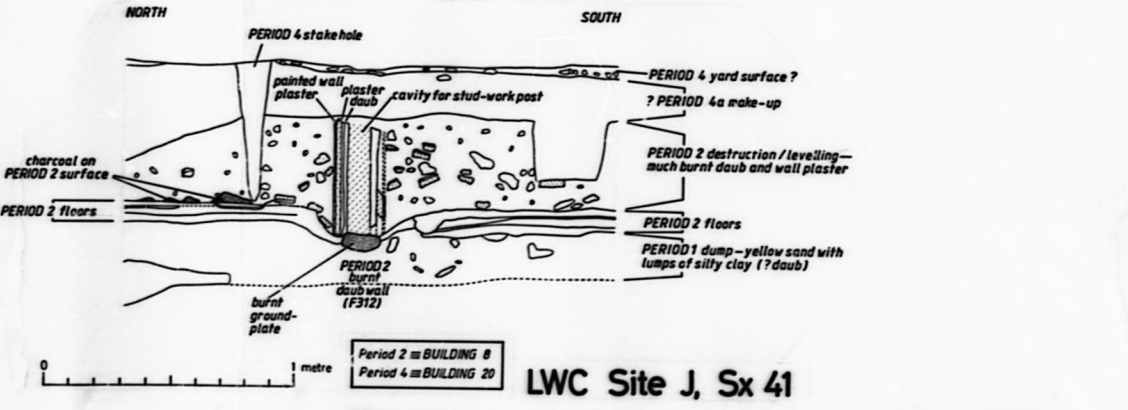 NORTH
SOUTH
PERIOD 4 stakehole
painted wall
plaster
plaster
daub
cavity for stud-work post
PERIOD 4 yard surface ?
? PERIOD 4a make-up
PERIOD 2 destruction / levelling—
much burnt daub and wall plaster
charcoal on
PERIOD 2 surface
PERIOD 2 floors
PERIOD 2 floors
PERIOD 1 dump – yellow sand with
lumps of silty clay (? daub)
PERIOD 2
burnt
daub wall
(F312)
burnt
ground-
plate
0
1 metre
Period 2 ≡ BUILDING 8
Period 4 ≡ BUILDING 20
LWC Site J, Sx 41